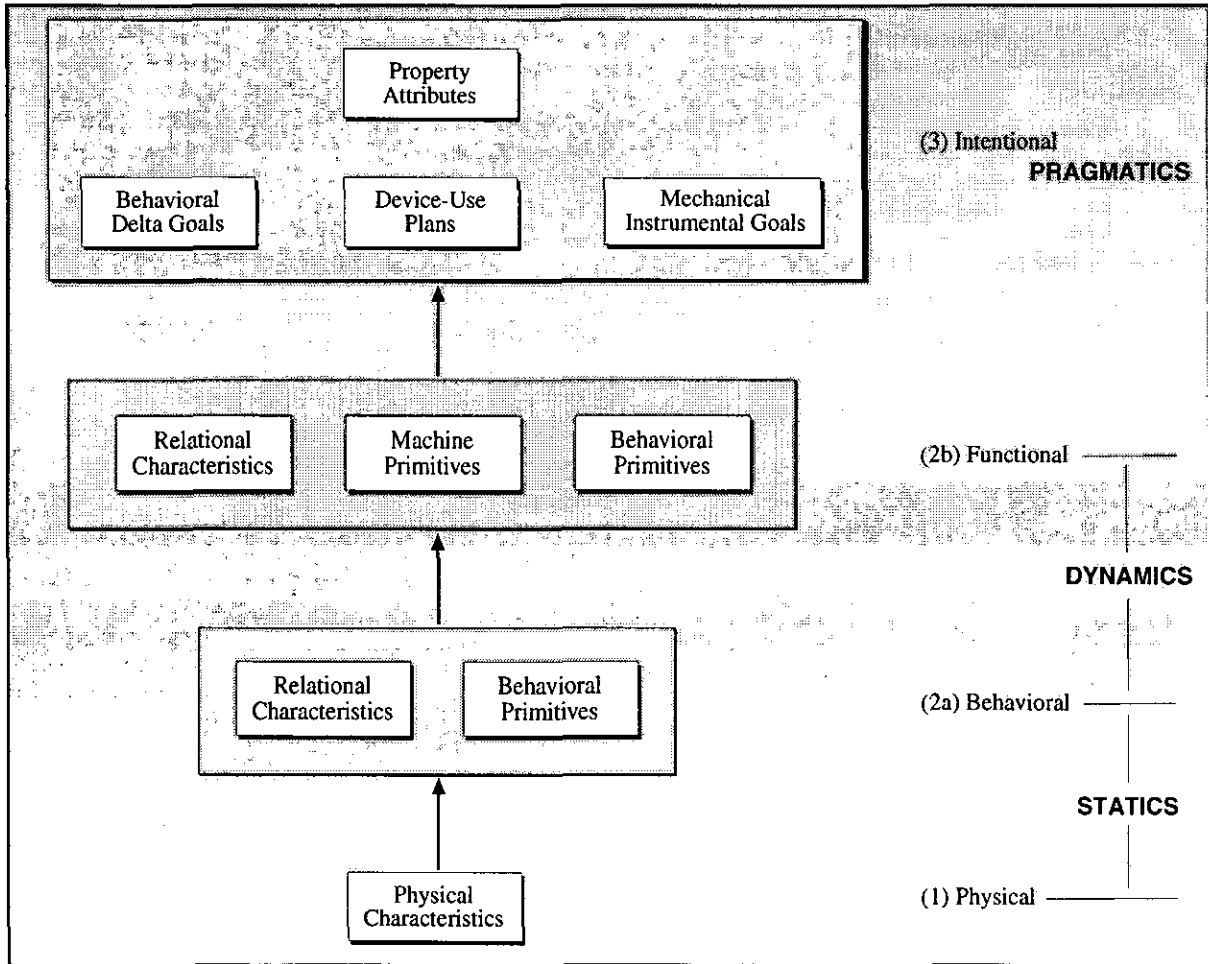 Property
Attributes
(3) Intentional
PRAGMATICS
Behavioral
Delta Goals
Device-Use
Plans
Mechanical
Instrumental Goals
Relational
Characteristics
Machine
Primitives
Behavioral
Primitives
(2b) Functional
DYNAMICS
Relational
Characteristics
Behavioral
Primitives
(2a) Behavioral
STATICS
Physical
Characteristics
(1) Physical